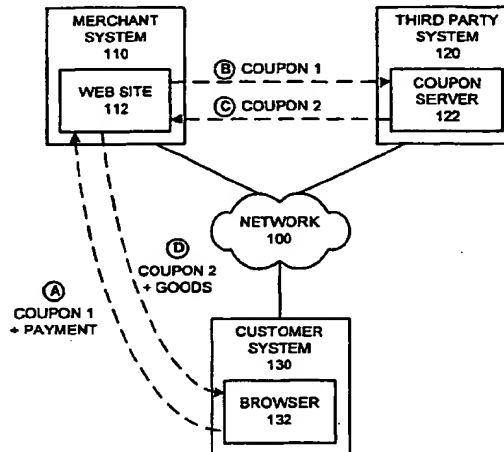 MERCHANT
SYSTEM
110
WEB SITE
112
THIRD PARTY
SYSTEM
120
COUPON
SERVER
122
B COUPON 1
C COUPON 2
NETWORK
100
D
COUPON 2
+ GOODS
A
COUPON 1
+ PAYMENT
CUSTOMER
SYSTEM
130
BROWSER
132